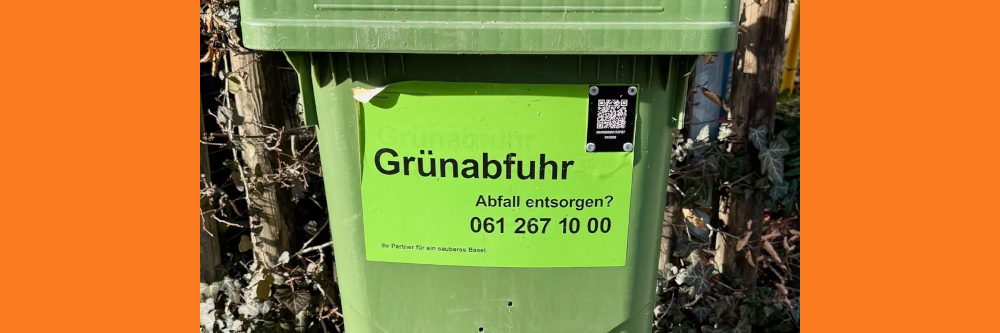 Grünabfuhr
Abfall entsorgen?
061 267 10 00
Ihr Partner für ein sauberes Basel.